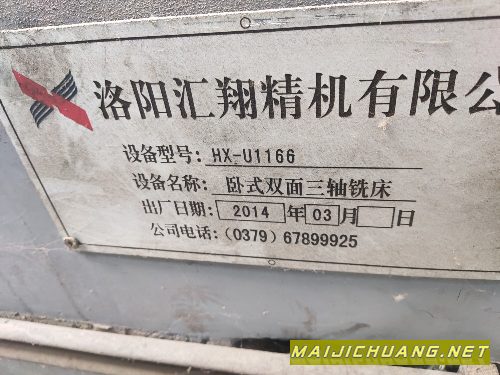 洛阳汇翔精机有限公
设备型号: HX-U1166
设备名称: 卧式双面三轴铣床
出厂日期: 2014 年 03 月 日
公司电话: (0379) 67899925
MAIJICHUANG.NET